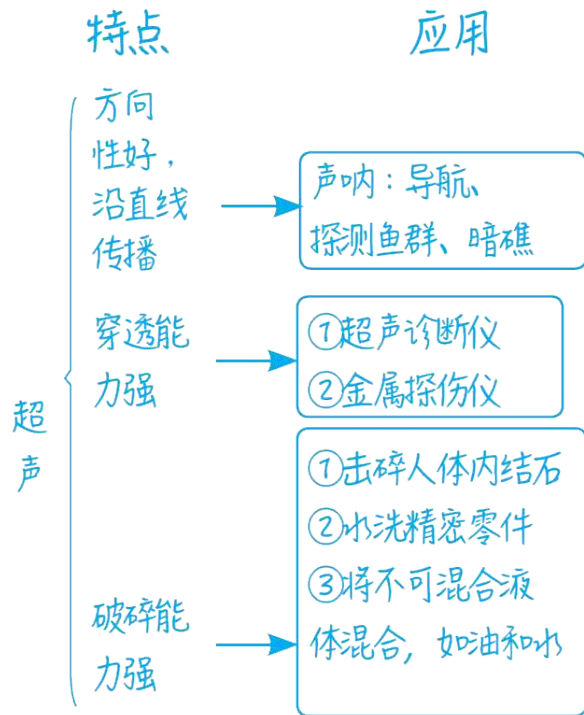 特点
应用
超
声
方向
性好，
沿直线
传播
声呐：导航、
探测鱼群、暗礁
穿透能
力强
①超声诊断仪
②金属探伤仪
破碎能
力强
①击碎人体内结石
②水洗精密零件
③将不可混合液
体混合，如油和水